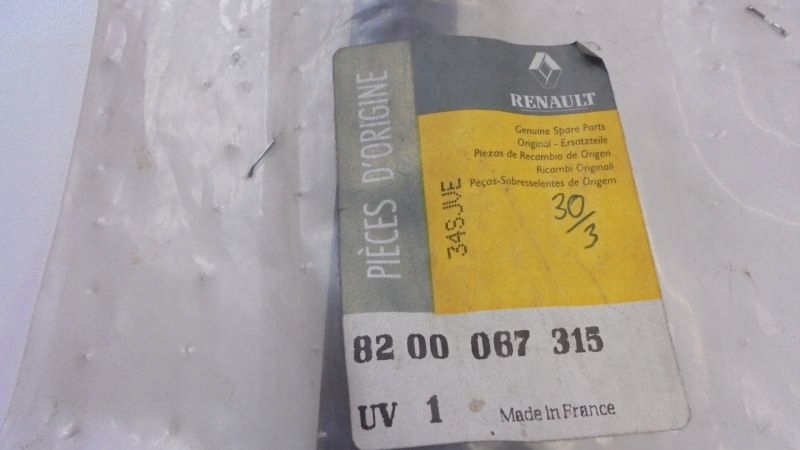 PIÈCES D'ORIGINE
RENAULT
Genuine Spare Parts
Original - Ersatzteile
Piezas de Recambio de Origen
Ricambi Originali
Peças-Sobresselentes de Origem
348JUE
30/3
82 00 067 315
UV 1
Made In France